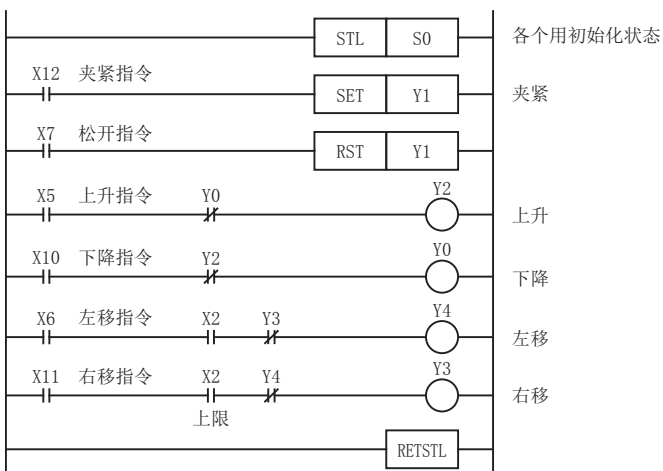 STL S0 各个用初始化状态
X12 夹紧指令 SET Y1 夹紧
X7 松开指令 RST Y1
X5 上升指令 Y0 Y2 上升
X10 下降指令 Y2 Y0 下降
X6 左移指令 X2 Y3 Y4 左移
X11 右移指令 X2 Y4 Y3 右移
上限
RETSTL